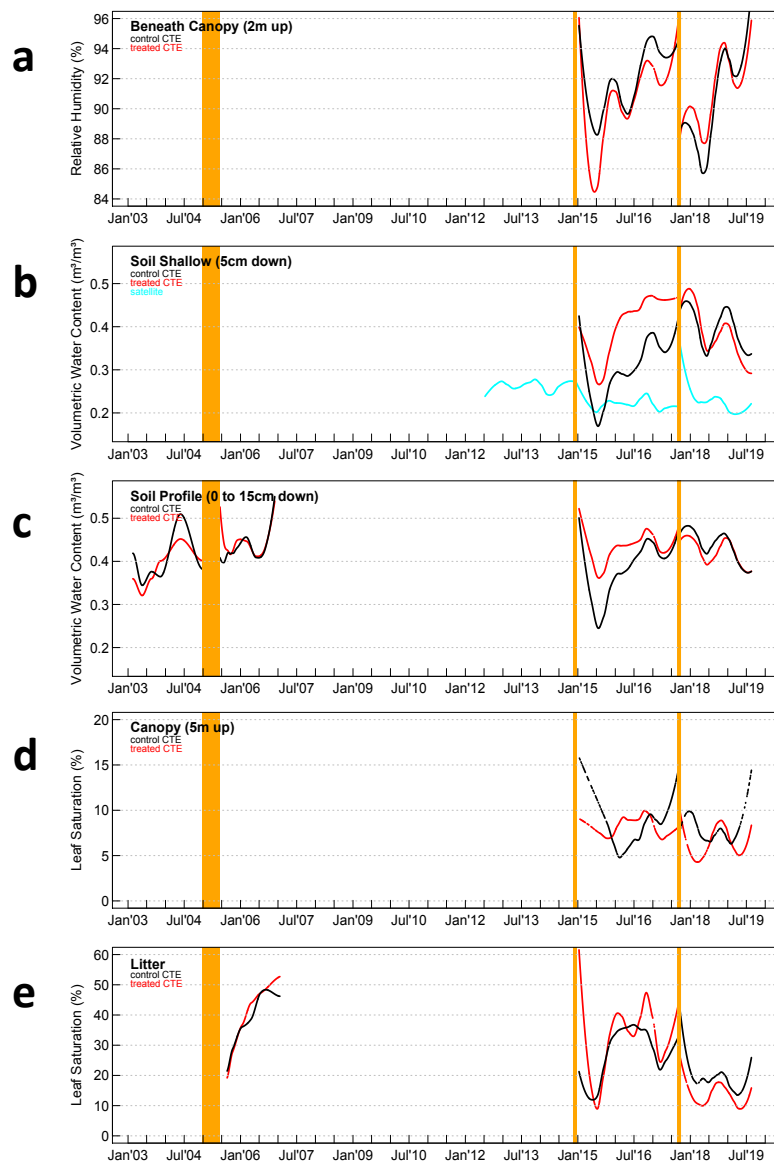 a
Beneath Canopy (2m up)
control CTE
treated CTE
Relative Humidity (%)
96
94
92
90
88
86
84
Jan'03 Jul'04 Jan'06 Jul'07 Jan'09 Jul'10 Jan'12 Jul'13 Jan'15 Jul'16 Jan'18 Jul'19
b
Soil Shallow (5cm down)
control CTE
treated CTE
satellite
Volumetric Water Content (m³/m³)
0.5
0.4
0.3
0.2
Jan'03 Jul'04 Jan'06 Jul'07 Jan'09 Jul'10 Jan'12 Jul'13 Jan'15 Jul'16 Jan'18 Jul'19
c
Soil Profile (0 to 15cm down)
control CTE
treated CTE
Volumetric Water Content (m³/m³)
0.5
0.4
0.3
0.2
Jan'03 Jul'04 Jan'06 Jul'07 Jan'09 Jul'10 Jan'12 Jul'13 Jan'15 Jul'16 Jan'18 Jul'19
d
Canopy (5m up)
control CTE
treated CTE
Leaf Saturation (%)
20
15
10
5
0
Jan'03 Jul'04 Jan'06 Jul'07 Jan'09 Jul'10 Jan'12 Jul'13 Jan'15 Jul'16 Jan'18 Jul'19
e
Litter
control CTE
treated CTE
Leaf Saturation (%)
60
50
40
30
20
10
0
Jan'03 Jul'04 Jan'06 Jul'07 Jan'09 Jul'10 Jan'12 Jul'13 Jan'15 Jul'16 Jan'18 Jul'19